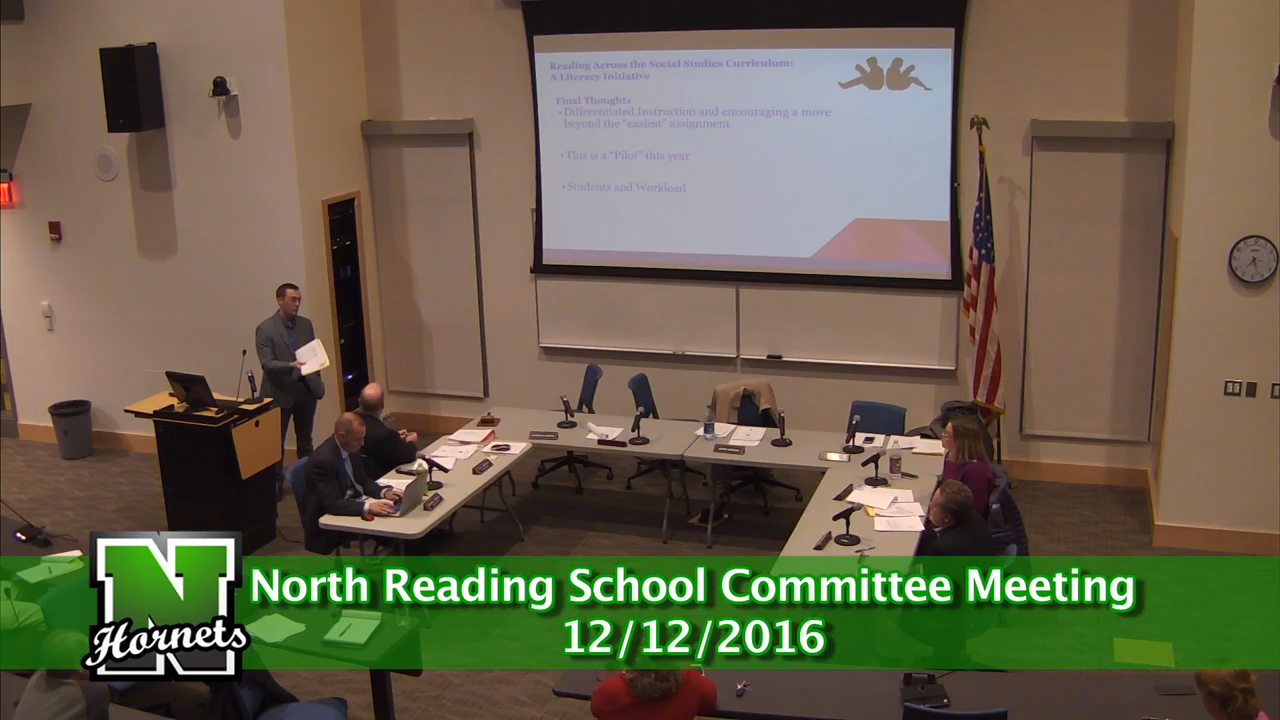 Reading Across the Social Studies Curriculum:
A Literacy Initiative
Final Thoughts
• Differentiated Instruction and encouraging a move
beyond the "easiest" assignment
• This is a "Pilot" this year
• Students and Workload
N
Hornets
North Reading School Committee Meeting
12/12/2016